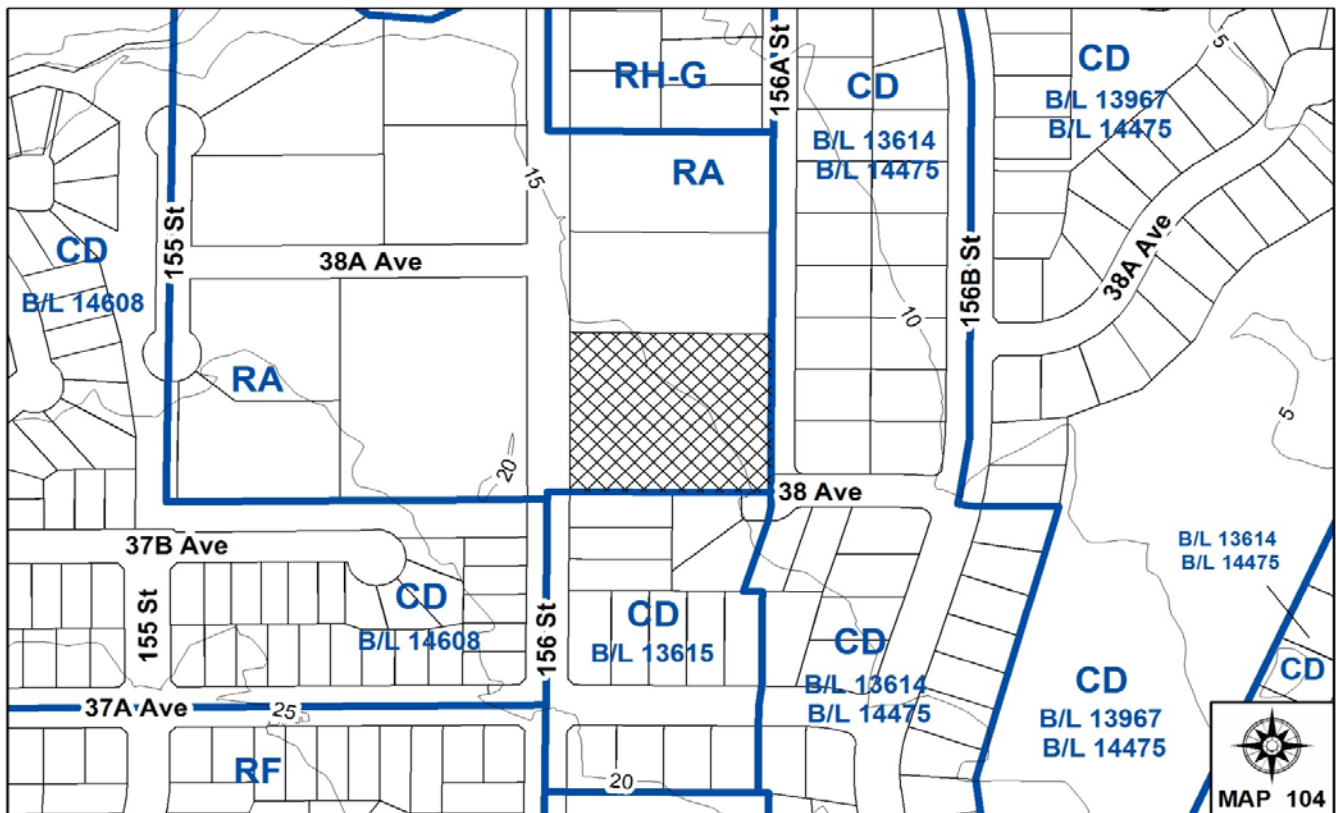 156A St
5
RH-G
CD
B/L 13614
B/L 14475
CD
B/L 13967
B/L 14475
15
RA
155 St
CD
B/L 14608
38A Ave
156B St
38A Ave
10
RA
5
20
38 Ave
37B Ave
B/L 13614
B/L 14475
155 St
CD
B/L 14608
156 St
CD
B/L 13615
CD
B/L 13614
B/L 14475
CD
CD
B/L 13967
B/L 14475
37A Ave
25
RF
20
MAP 104